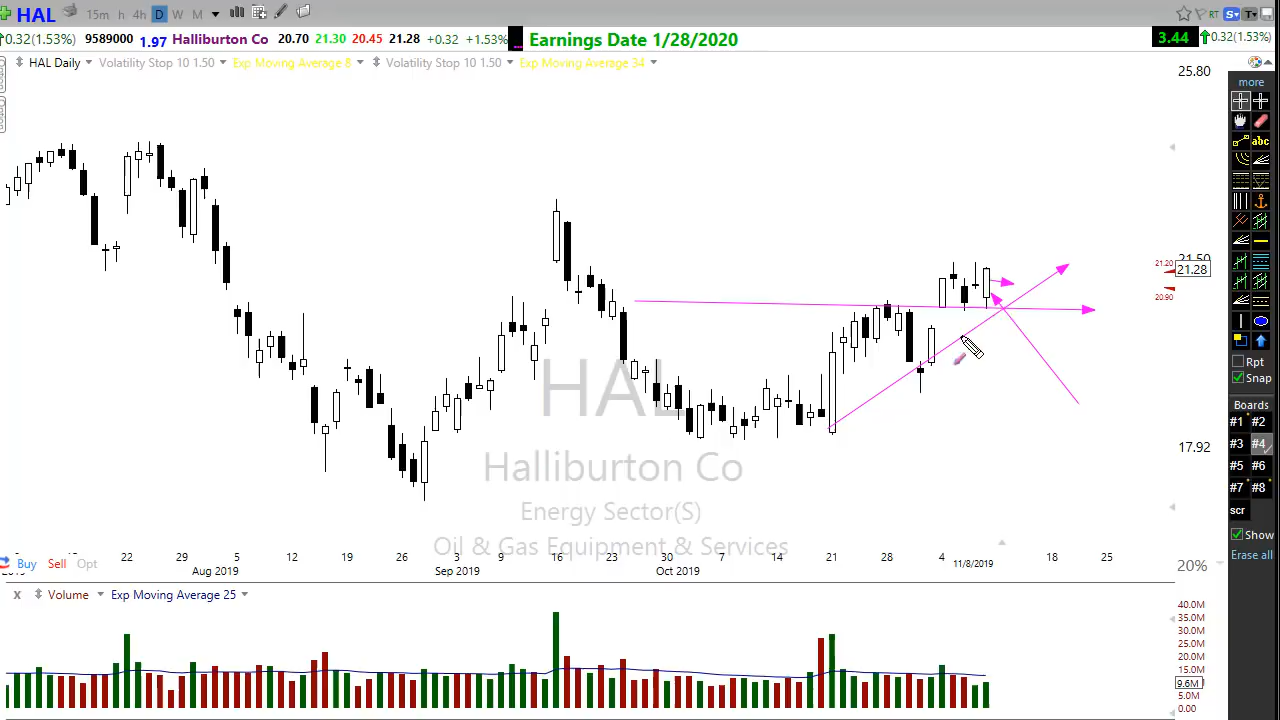 HAL 15m h 4h D W M RT S T
0.32(1.53%) 9589000 1.97 Halliburton Co 20.70 21.30 20.45 21.28 +0.32 +1.53% Earnings Date 1/28/2020 3.44 0.32(1.53%)
HAL Daily Volatility Stop 10 1.50 Exp Moving Average 8 Volatility Stop 10 1.50 Exp Moving Average 34
25.80
more
abc
21.50
21.20
21.28
20.90
Rpt
Snap
HAL
Boards
#1 #2
17.92
#3 #4
Halliburton Co
#5 #6
#7 #8
Energy Sector(S)
scr
Show
Oil & Gas Equipment & Services
22 29 5 12 19 26 3 9 16 23 30 7 14 21 28 4 11/8/2019 18 25
Erase all
Buy Sell Opt
Aug 2019 Sep 2019 Oct 2019
20%
X Volume Exp Moving Average 25
40.0M
35.0M
30.0M
25.0M
20.0M
15.0M
10.0M
9.6M
5.0M
0.00